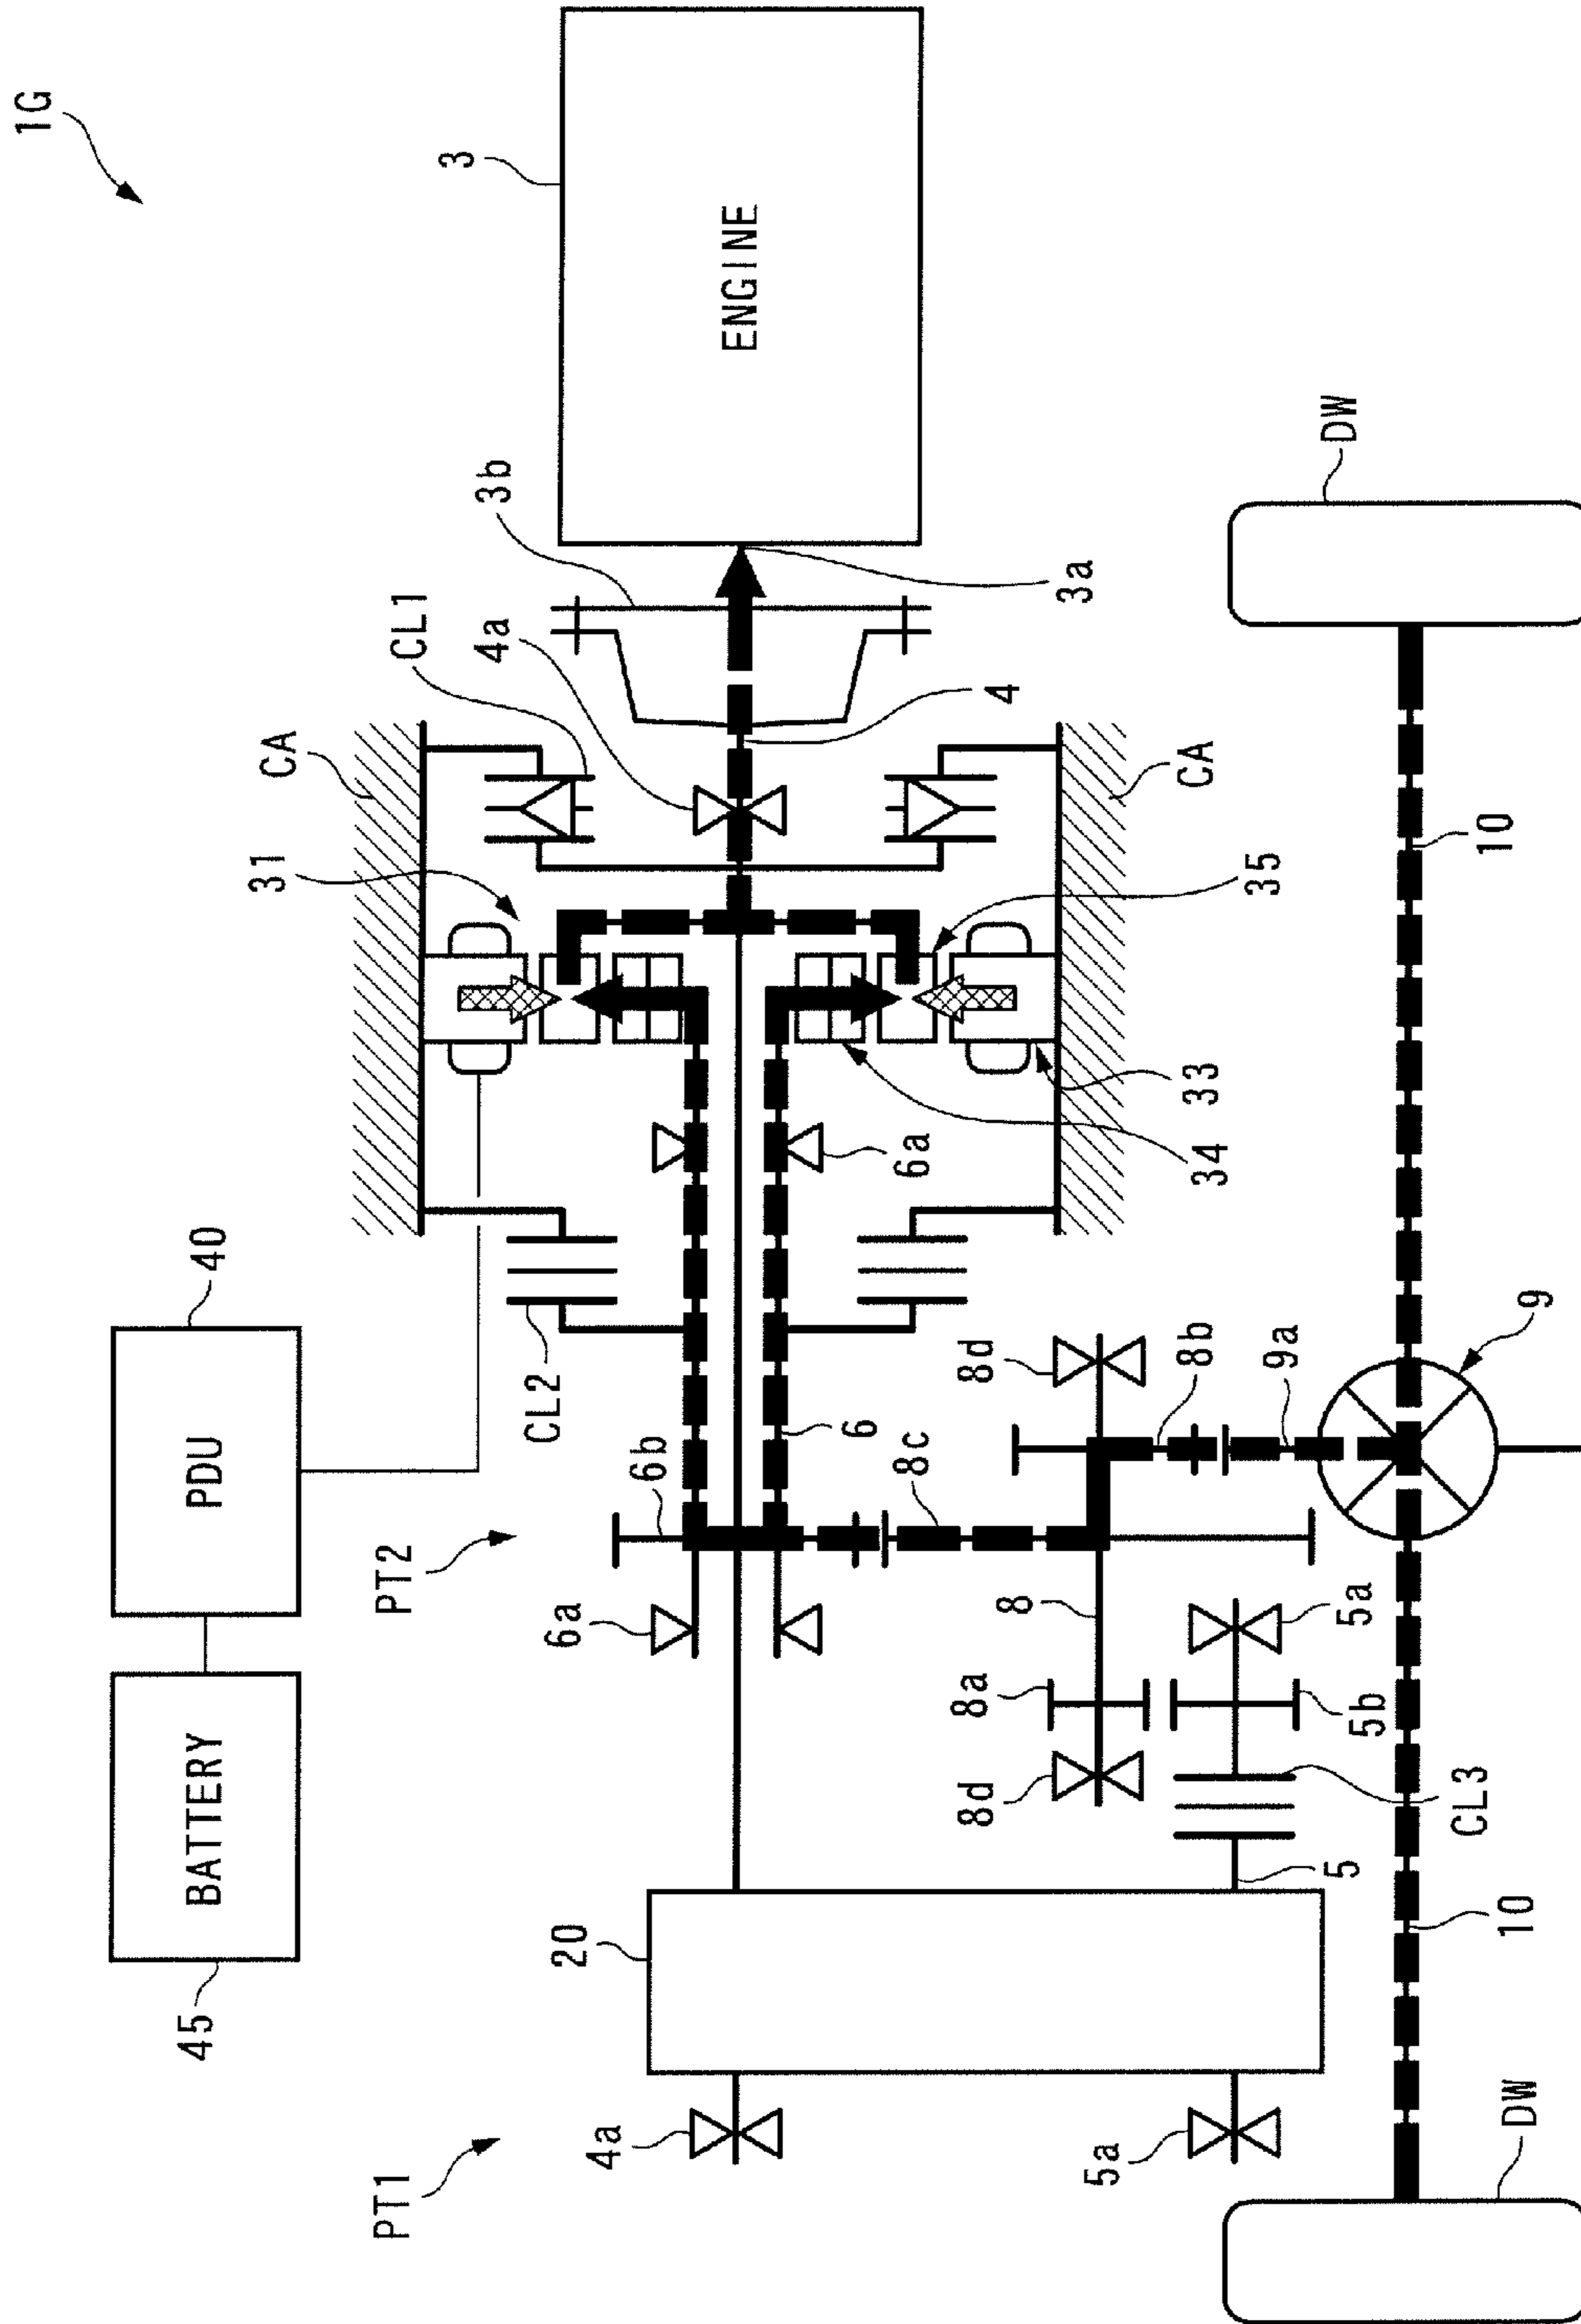 1G
3
ENGINE
3b
3a
CL1
4a
4
CA
CA
31
35
33
34
6a
40
PDU
CL2
6
6b
PT2
6a
8d
8b
8c
9a
9
DW
10
BATTERY
45
8
8a
8d
5a
5b
CL3
5
20
10
PT1
4a
5a
DW